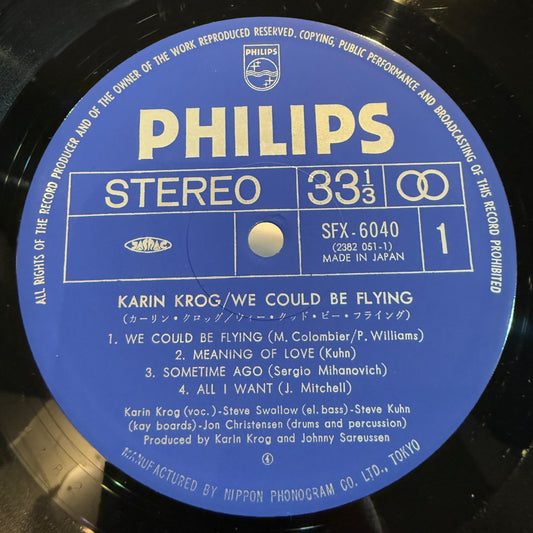 ALL RIGHTS OF THE RECORD PRODUCER AND OF THE OWNER OF THE WORK REPRODUCED RESERVED. COPYING, PUBLIC PERFORMANCE AND BROADCASTING OF THIS RECORD PROHIBITED
PHILIPS
PHILIPS
STEREO 33 1/3
JASRAC
SFX-6040
(2382 051-1)
MADE IN JAPAN
1
KARIN KROG/WE COULD BE FLYING
(カーリン・クロッグ/ウィー・クッド・ビー・フライング)
1. WE COULD BE FLYING (M. Colombier/P. Williams)
2. MEANING OF LOVE (Kuhn)
3. SOMETIME AGO (Sergio Mihanovich)
4. ALL I WANT (J. Mitchell)
Karin Krog (voc.)-Steve Swallow (el. bass)-Steve Kuhn
(kay boards)-Jon Christensen (drums and percussion)
Produced by Karin Krog and Johnny Sareussen
MANUFACTURED BY NIPPON PHONOGRAM CO. LTD., TOKYO